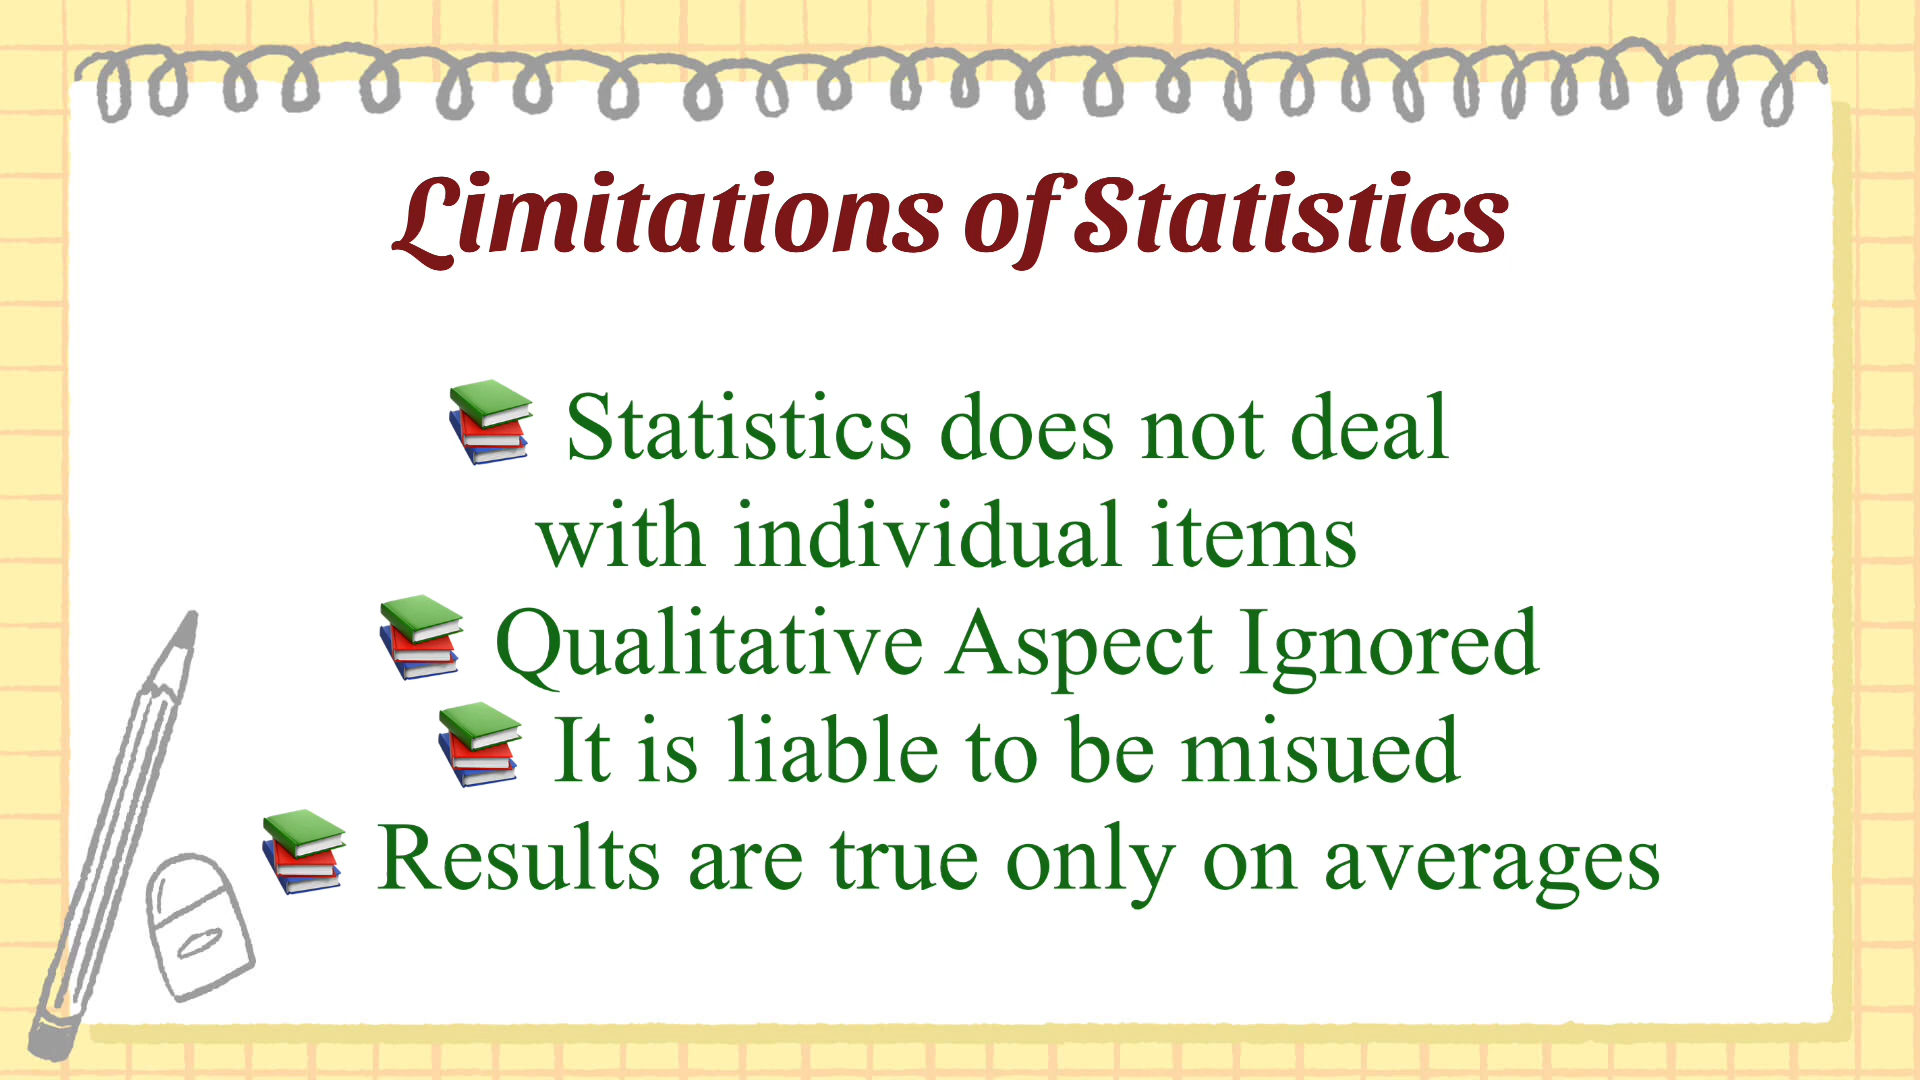 Limitations of Statistics
📚 Statistics does not deal
with individual items
📚 Qualitative Aspect Ignored
📚 It is liable to be misued
📚 Results are true only on averages